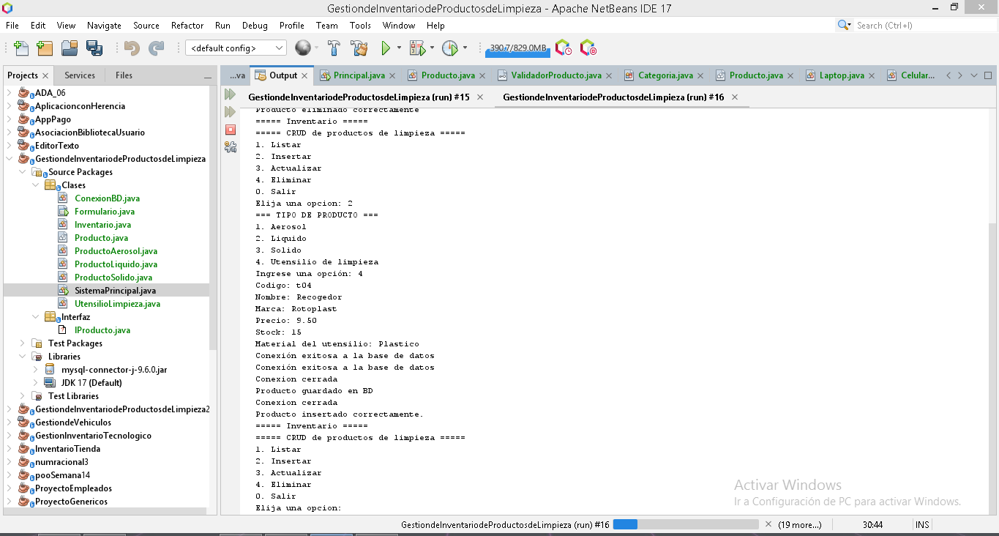 GestiondeInventariodeProductosdeLimpieza - Apache NetBeans IDE 17
File Edit View Navigate Source Refactor Run Debug Profile Team Tools Window Help
Search (Ctrl+I)
<default config>
390.7/829.0MB
Projects
Services
Files
ADA_06
AplicacionconHerencia
AppPago
AsociacionBibliotecaUsuario
EditorTexto
GestiondeInventariodeProductosdeLimpieza
Source Packages
Clases
ConexionBD.java
Formulario.java
Inventario.java
Producto.java
ProductoAerosol.java
ProductoLiquido.java
ProductoSolido.java
SistemaPrincipal.java
UtensilioLimpieza.java
Interfaz
IProducto.java
Test Packages
Libraries
mysql-connector-j-9.6.0.jar
JDK 17 (Default)
Test Libraries
GestiondeInventariodeProductosdeLimpieza2
GestiondeVehiculos
GestionInventarioTecnologico
InventarioTienda
numracional3
pooSemana14
ProyectoEmpleados
ProyectoGenericos
...va Output Principal.java Producto.java ValidadorProducto.java Categoria.java Producto.java Laptop.java Celular...
GestiondeInventariodeProductosdeLimpieza (run) #15 GestiondeInventariodeProductosdeLimpieza (run) #16
Producto eliminado correctamente
===== Inventario =====
===== CRUD de productos de limpieza =====
1. Listar
2. Insertar
3. Actualizar
4. Eliminar
0. Salir
Elija una opcion: 2
=== TIPO DE PRODUCTO ===
1. Aerosol
2. Liquido
3. Solido
4. Utensilio de limpieza
Ingrese una opción: 4
Codigo: t04
Nombre: Recogedor
Marca: Rotoplast
Precio: 9.50
Stock: 15
Material del utensilio: Plastico
Conexión exitosa a la base de datos
Conexión exitosa a la base de datos
Conexion cerrada
Producto guardado en BD
Conexion cerrada
Producto insertado correctamente.
===== Inventario =====
===== CRUD de productos de limpieza =====
1. Listar
2. Insertar
3. Actualizar
4. Eliminar
0. Salir
Elija una opcion:
Activar Windows
Ir a Configuración de PC para activar Windows.
GestiondeInventariodeProductosdeLimpieza (run) #16
(19 more...)
30:44
INS